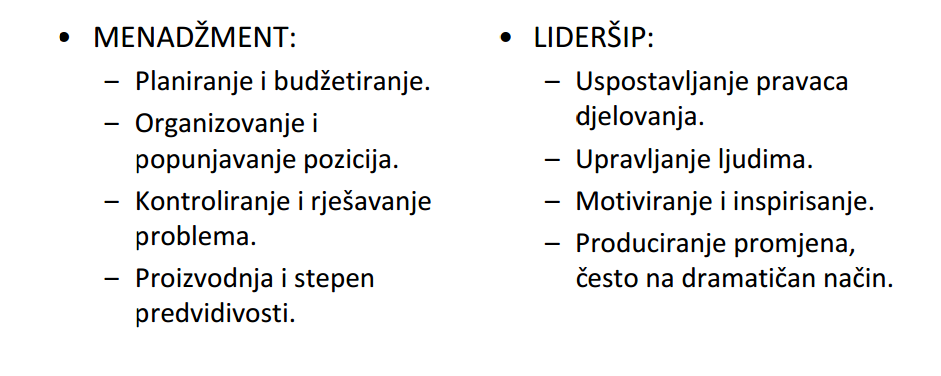 • MENADŽMENT:
– Planiranje i budžetiranje.
– Organizovanje i
popunjavanje pozicija.
– Kontroliranje i rješavanje
problema.
– Proizvodnja i stepen
predvidivosti.
• LIDERŠIP:
– Uspostavljanje pravaca
djelovanja.
– Upravljanje ljudima.
– Motiviranje i inspirisanje.
– Produciranje promjena,
često na dramatičan način.